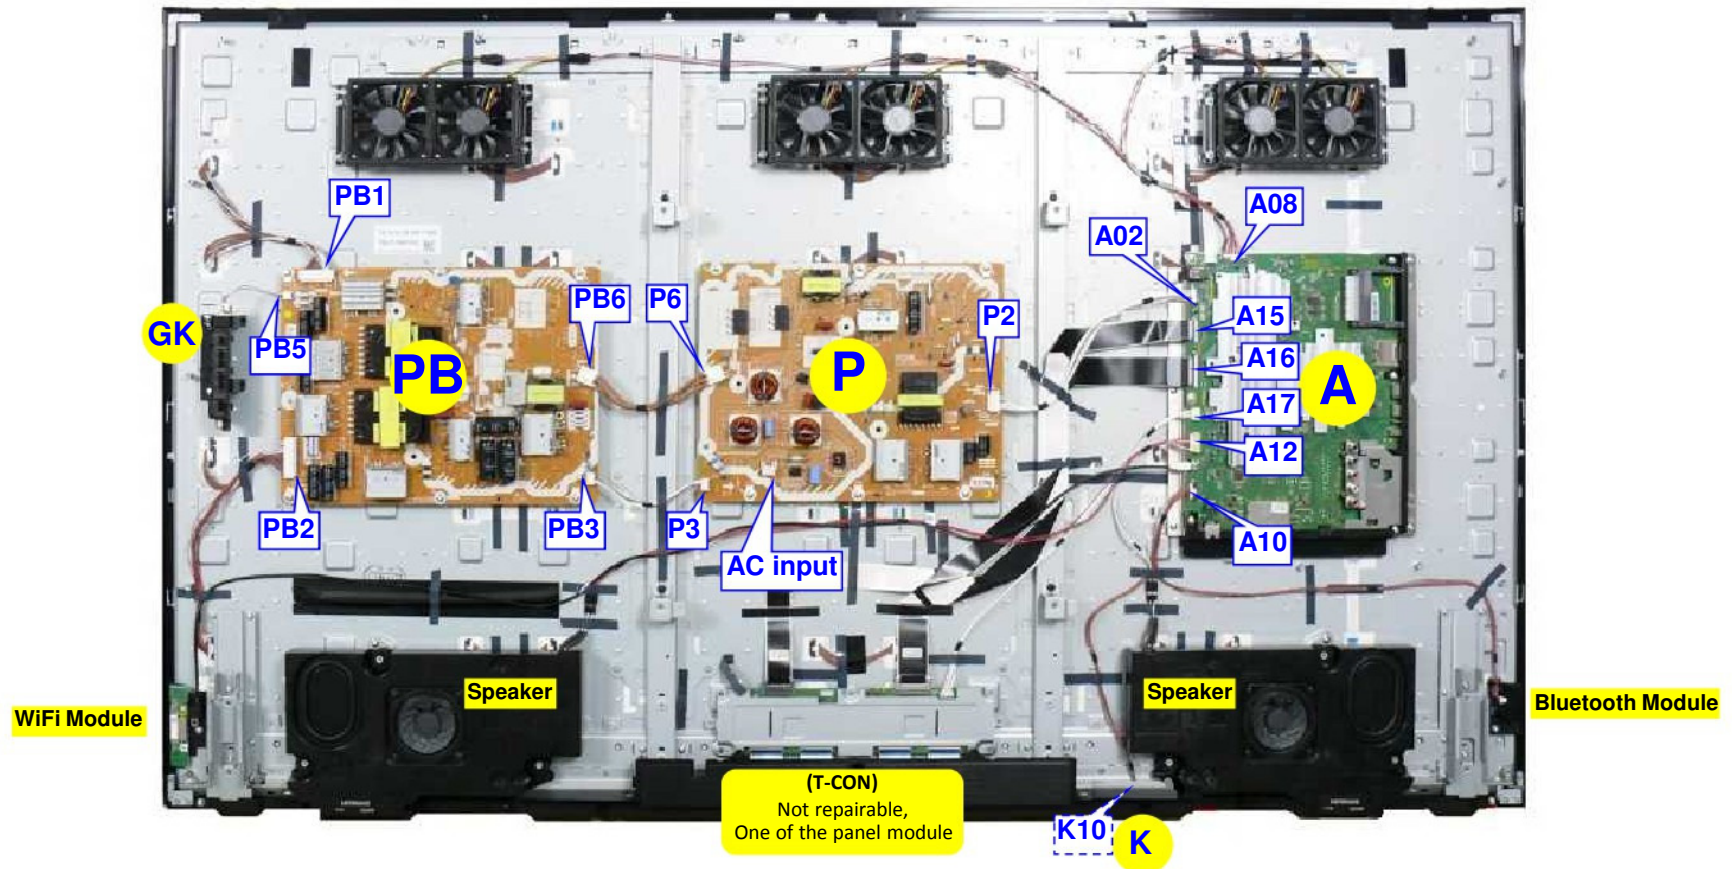 PB1
A08
A02
PB6
P6
P2
A15
GK
PB5
PB
P
A16
A
A17
A12
PB2
PB3
P3
AC input
A10
WiFi Module
Speaker
Speaker
Bluetooth Module
(T-CON)
Not repairable,
One of the panel module
K10
K